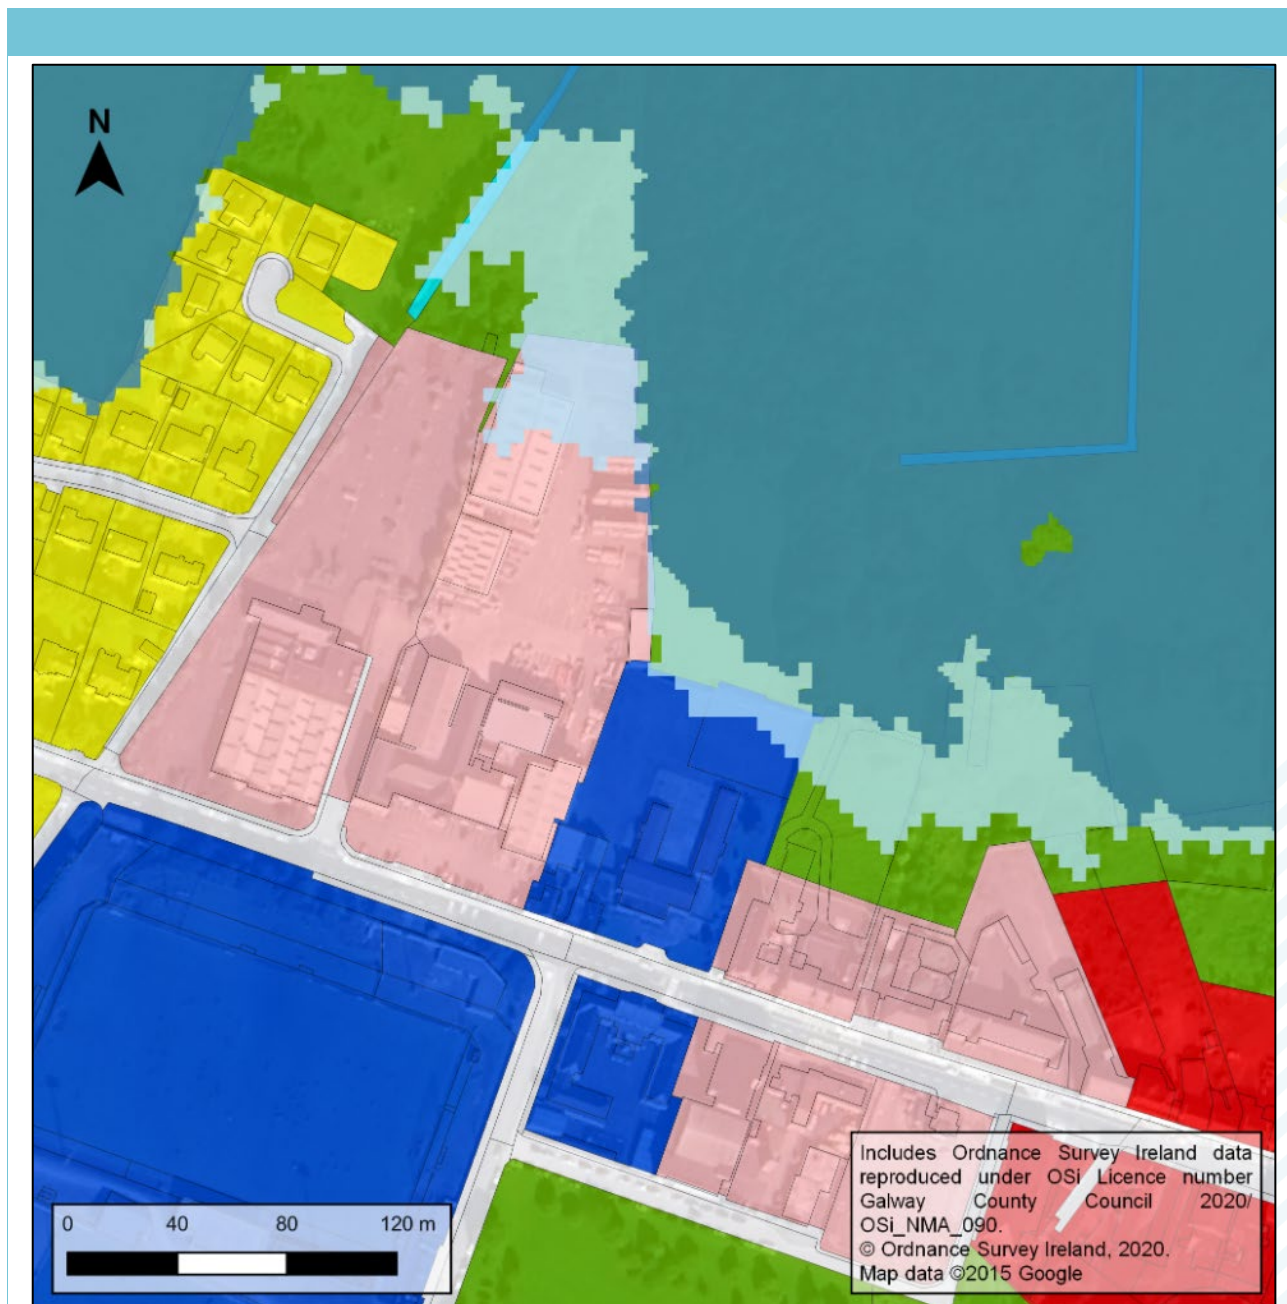 N
0 40 80 120 m
Includes Ordnance Survey Ireland data
reproduced under OSi Licence number
Galway County Council 2020/
OSi_NMA_090.
© Ordnance Survey Ireland, 2020.
Map data ©2015 Google